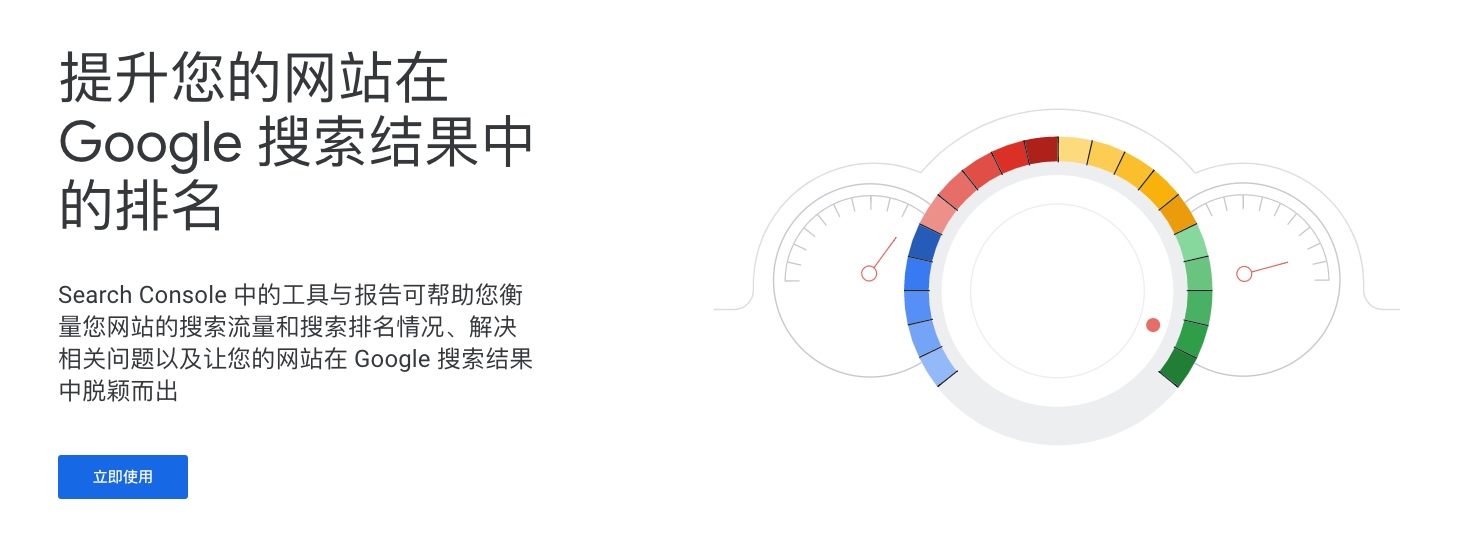 提升您的网站在
Google 搜索结果中
的排名
Search Console 中的工具与报告可帮助您衡
量您网站的搜索流量和搜索排名情况、解决
相关问题以及让您的网站在 Google 搜索结果
中脱颖而出
立即使用